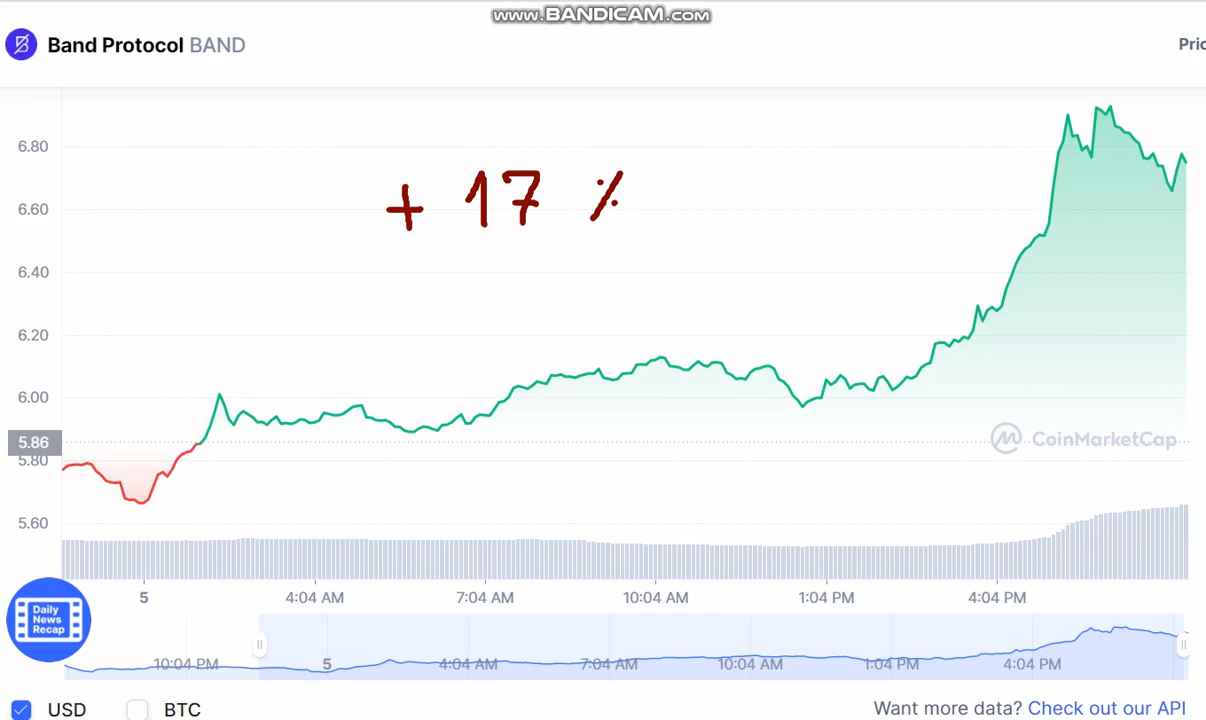 www.BANDICAM.com
Band Protocol BAND
Pric
6.80
+ 17 %
6.60
6.40
6.20
6.00
5.86
CoinMarketCap
5.80
5.60
5 4:04 AM 7:04 AM 10:04 AM 1:04 PM 4:04 PM
Daily
News
Recap
10:04 PM 5 4:04 AM 7:04 AM 10:04 AM 1:04 PM 4:04 PM
USD BTC
Want more data? Check out our API